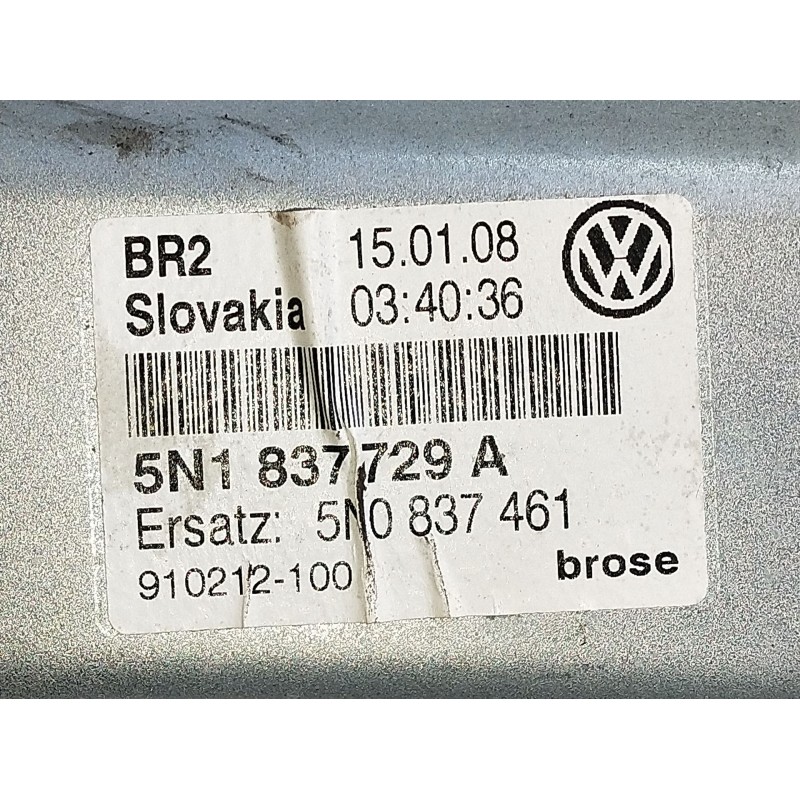 BR2 15.01.08
Slovakia 03:40:36
5N1 837 729 A
Ersatz: 5N0 837 461
910212-100 brose